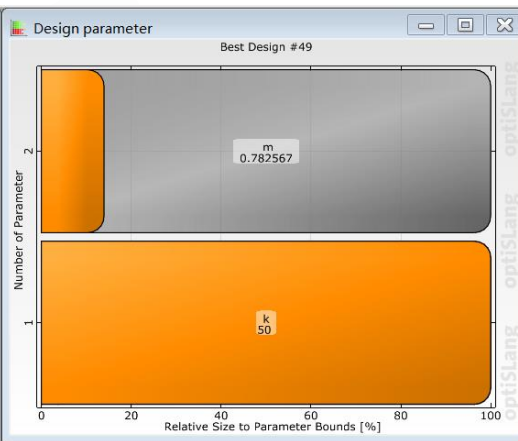 Design parameter
Best Design #49
Number of Parameter
2
m
0.782567
1
k
50
0 20 40 60 80 100
Relative Size to Parameter Bounds [%]
optiSLang
optiSLang
optiSLang